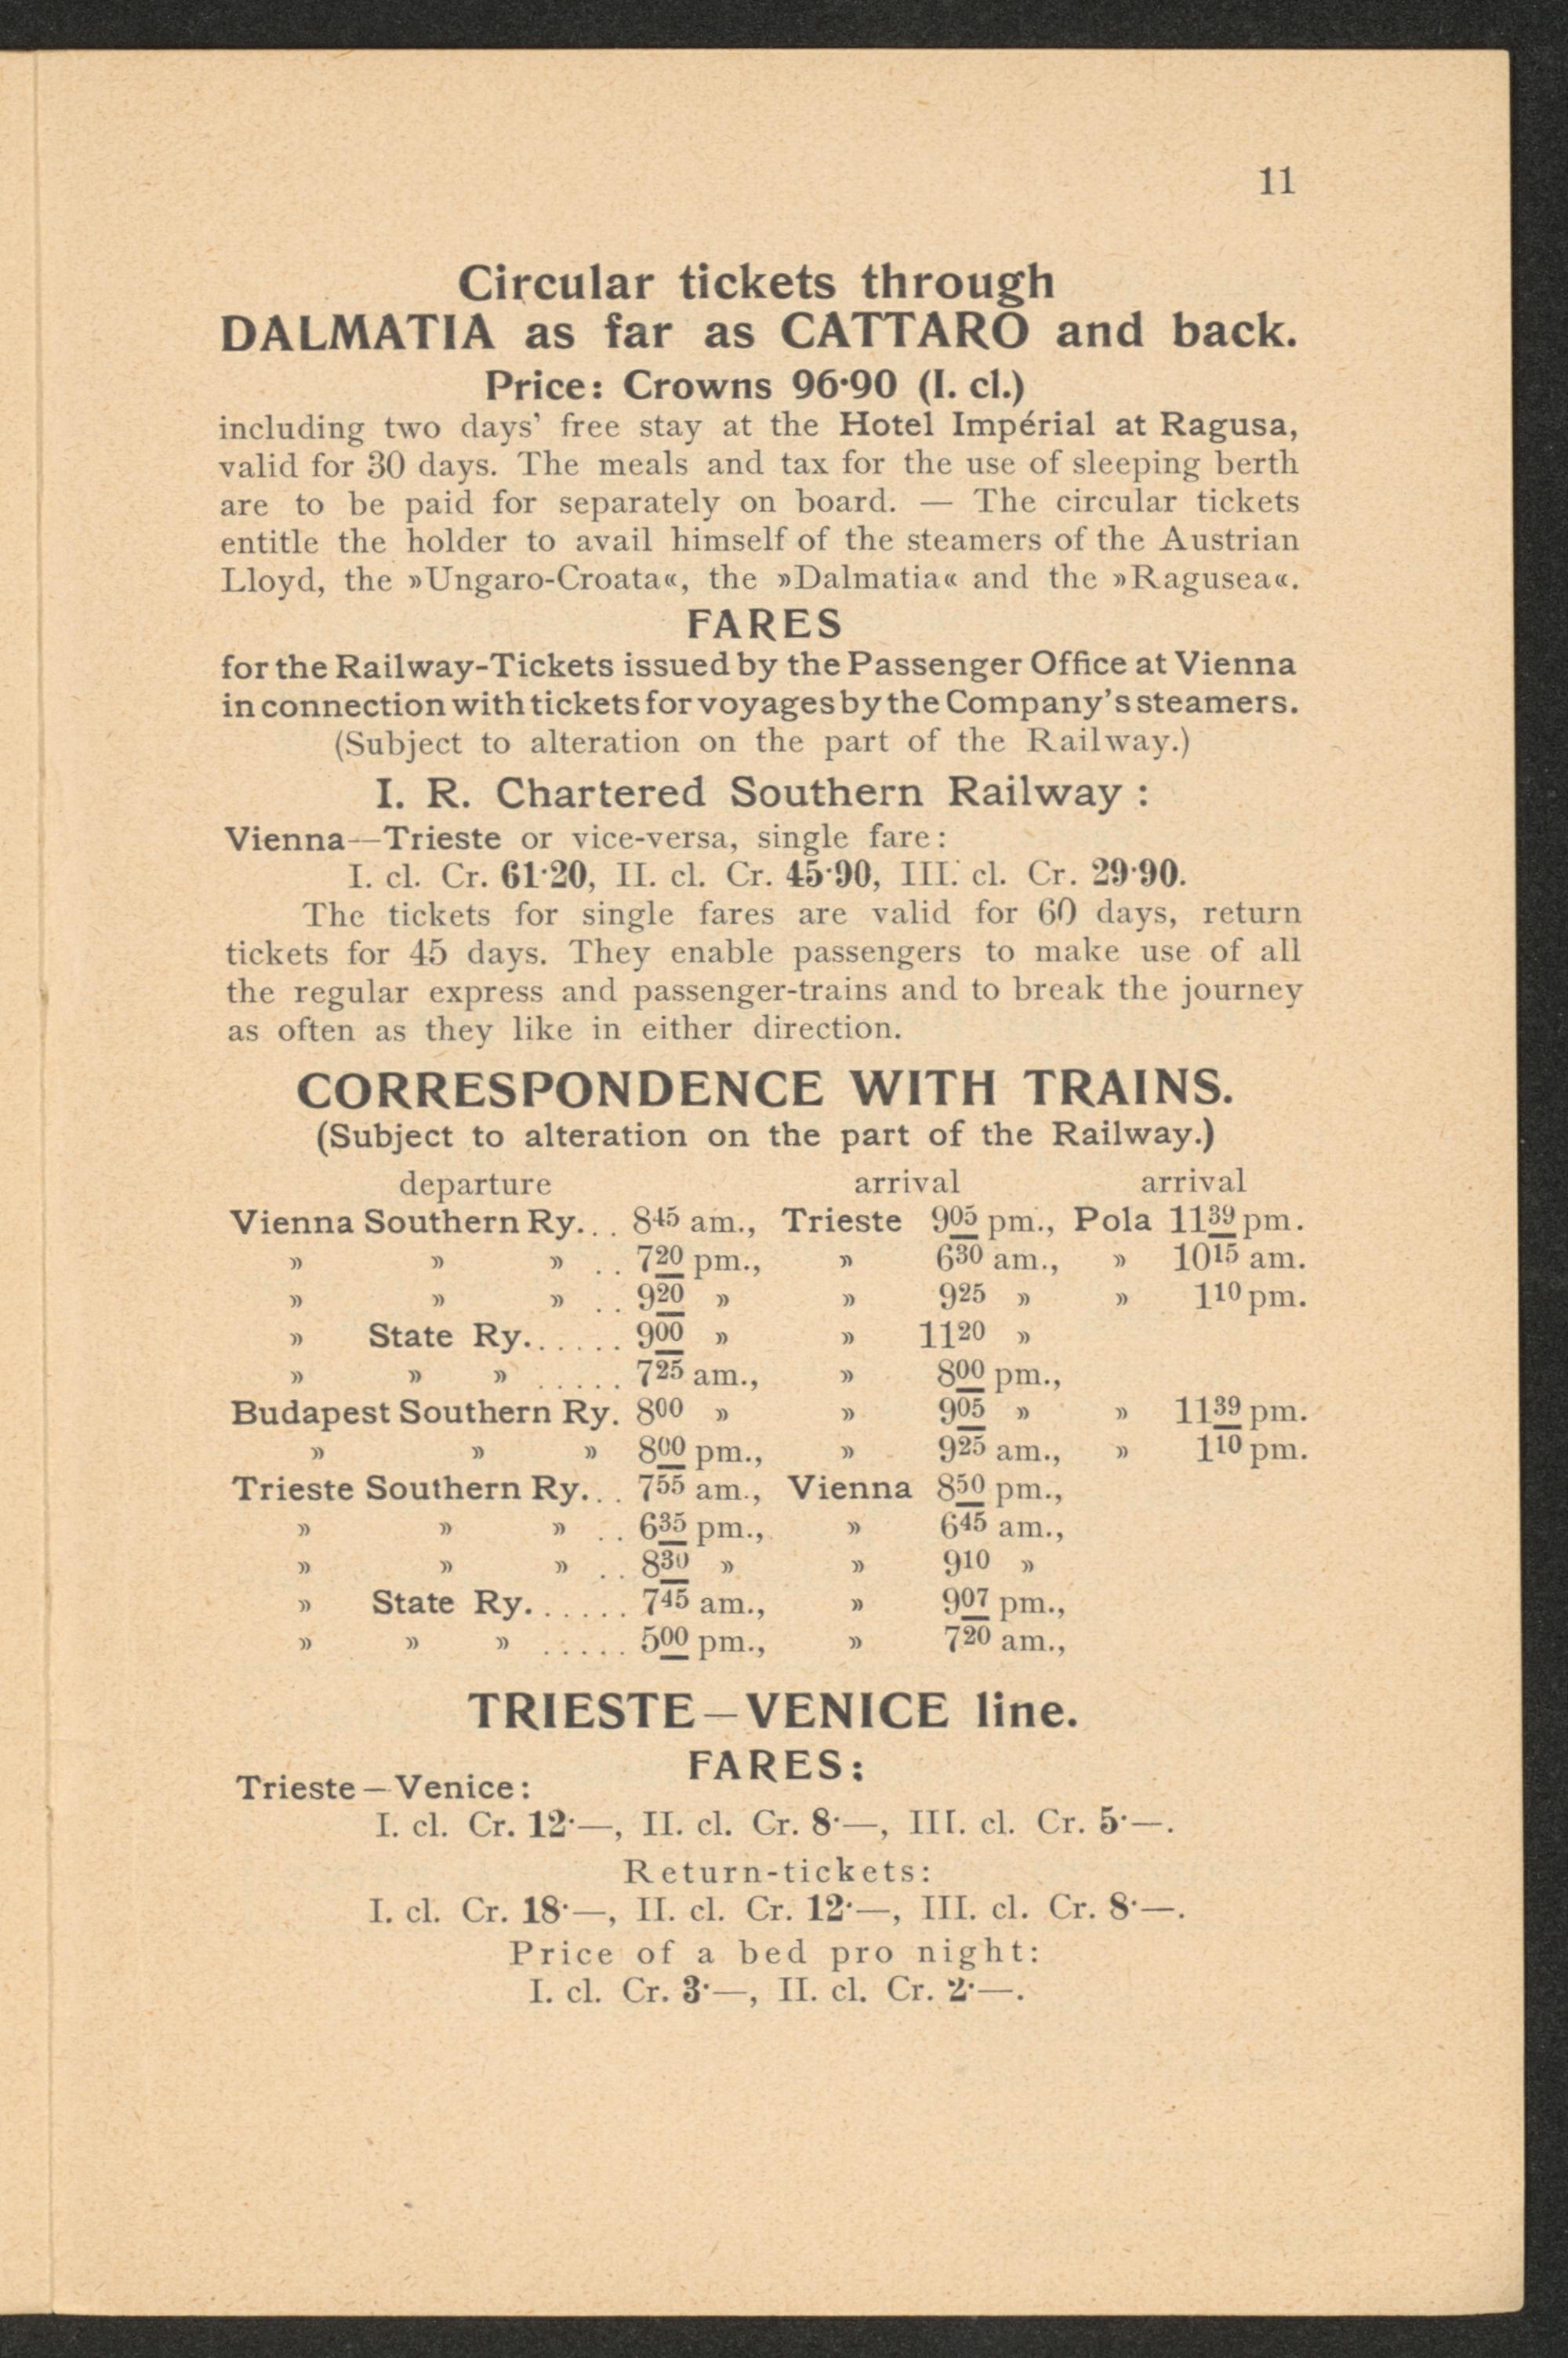 11
Circular tickets through
DALMATIA as far as CATTARO and back.
Price: Crowns 96·90 (I. cl.)
including two days' free stay at the Hotel Impérial at Ragusa,
valid for 30 days. The meals and tax for the use of sleeping berth
are to be paid for separately on board. — The circular tickets
entitle the holder to avail himself of the steamers of the Austrian
Lloyd, the »Ungaro-Croata«, the »Dalmatia« and the »Ragusea«.
FARES
for the Railway-Tickets issued by the Passenger Office at Vienna
in connection with tickets for voyages by the Company's steamers.
(Subject to alteration on the part of the Railway.)
I. R. Chartered Southern Railway :
Vienna—Trieste or vice-versa, single fare:
I. cl. Cr. 61·20, II. cl. Cr. 45·90, III. cl. Cr. 29·90.
The tickets for single fares are valid for 60 days, return
tickets for 45 days. They enable passengers to make use of all
the regular express and passenger-trains and to break the journey
as often as they like in either direction.
CORRESPONDENCE WITH TRAINS.
(Subject to alteration on the part of the Railway.)
departure arrival arrival
Vienna Southern Ry... 845 am., Trieste 905 pm., Pola 1139 pm.
» » » .. 720 pm., » 630 am., » 1015 am.
» » » .. 920 » » 925 » » 110 pm.
» State Ry...... 900 » » 1120 »
» » » ..... 725 am., » 800 pm.,
Budapest Southern Ry. 800 » » 905 » » 1139 pm.
» » » 800 pm., » 925 am., » 110 pm.
Trieste Southern Ry... 755 am., Vienna 850 pm.,
» » » .. 635 pm., » 645 am.,
» » » .. 830 » » 910 »
» State Ry...... 745 am., » 907 pm.,
» » » ..... 500 pm., » 720 am.,
TRIESTE—VENICE line.
FARES:
Trieste—Venice:
I. cl. Cr. 12·—, II. cl. Cr. 8·—, III. cl. Cr. 5·—.
Return-tickets:
I. cl. Cr. 18·—, II. cl. Cr. 12·—, III. cl. Cr. 8·—.
Price of a bed pro night:
I. cl. Cr. 3·—, II. cl. Cr. 2·—.